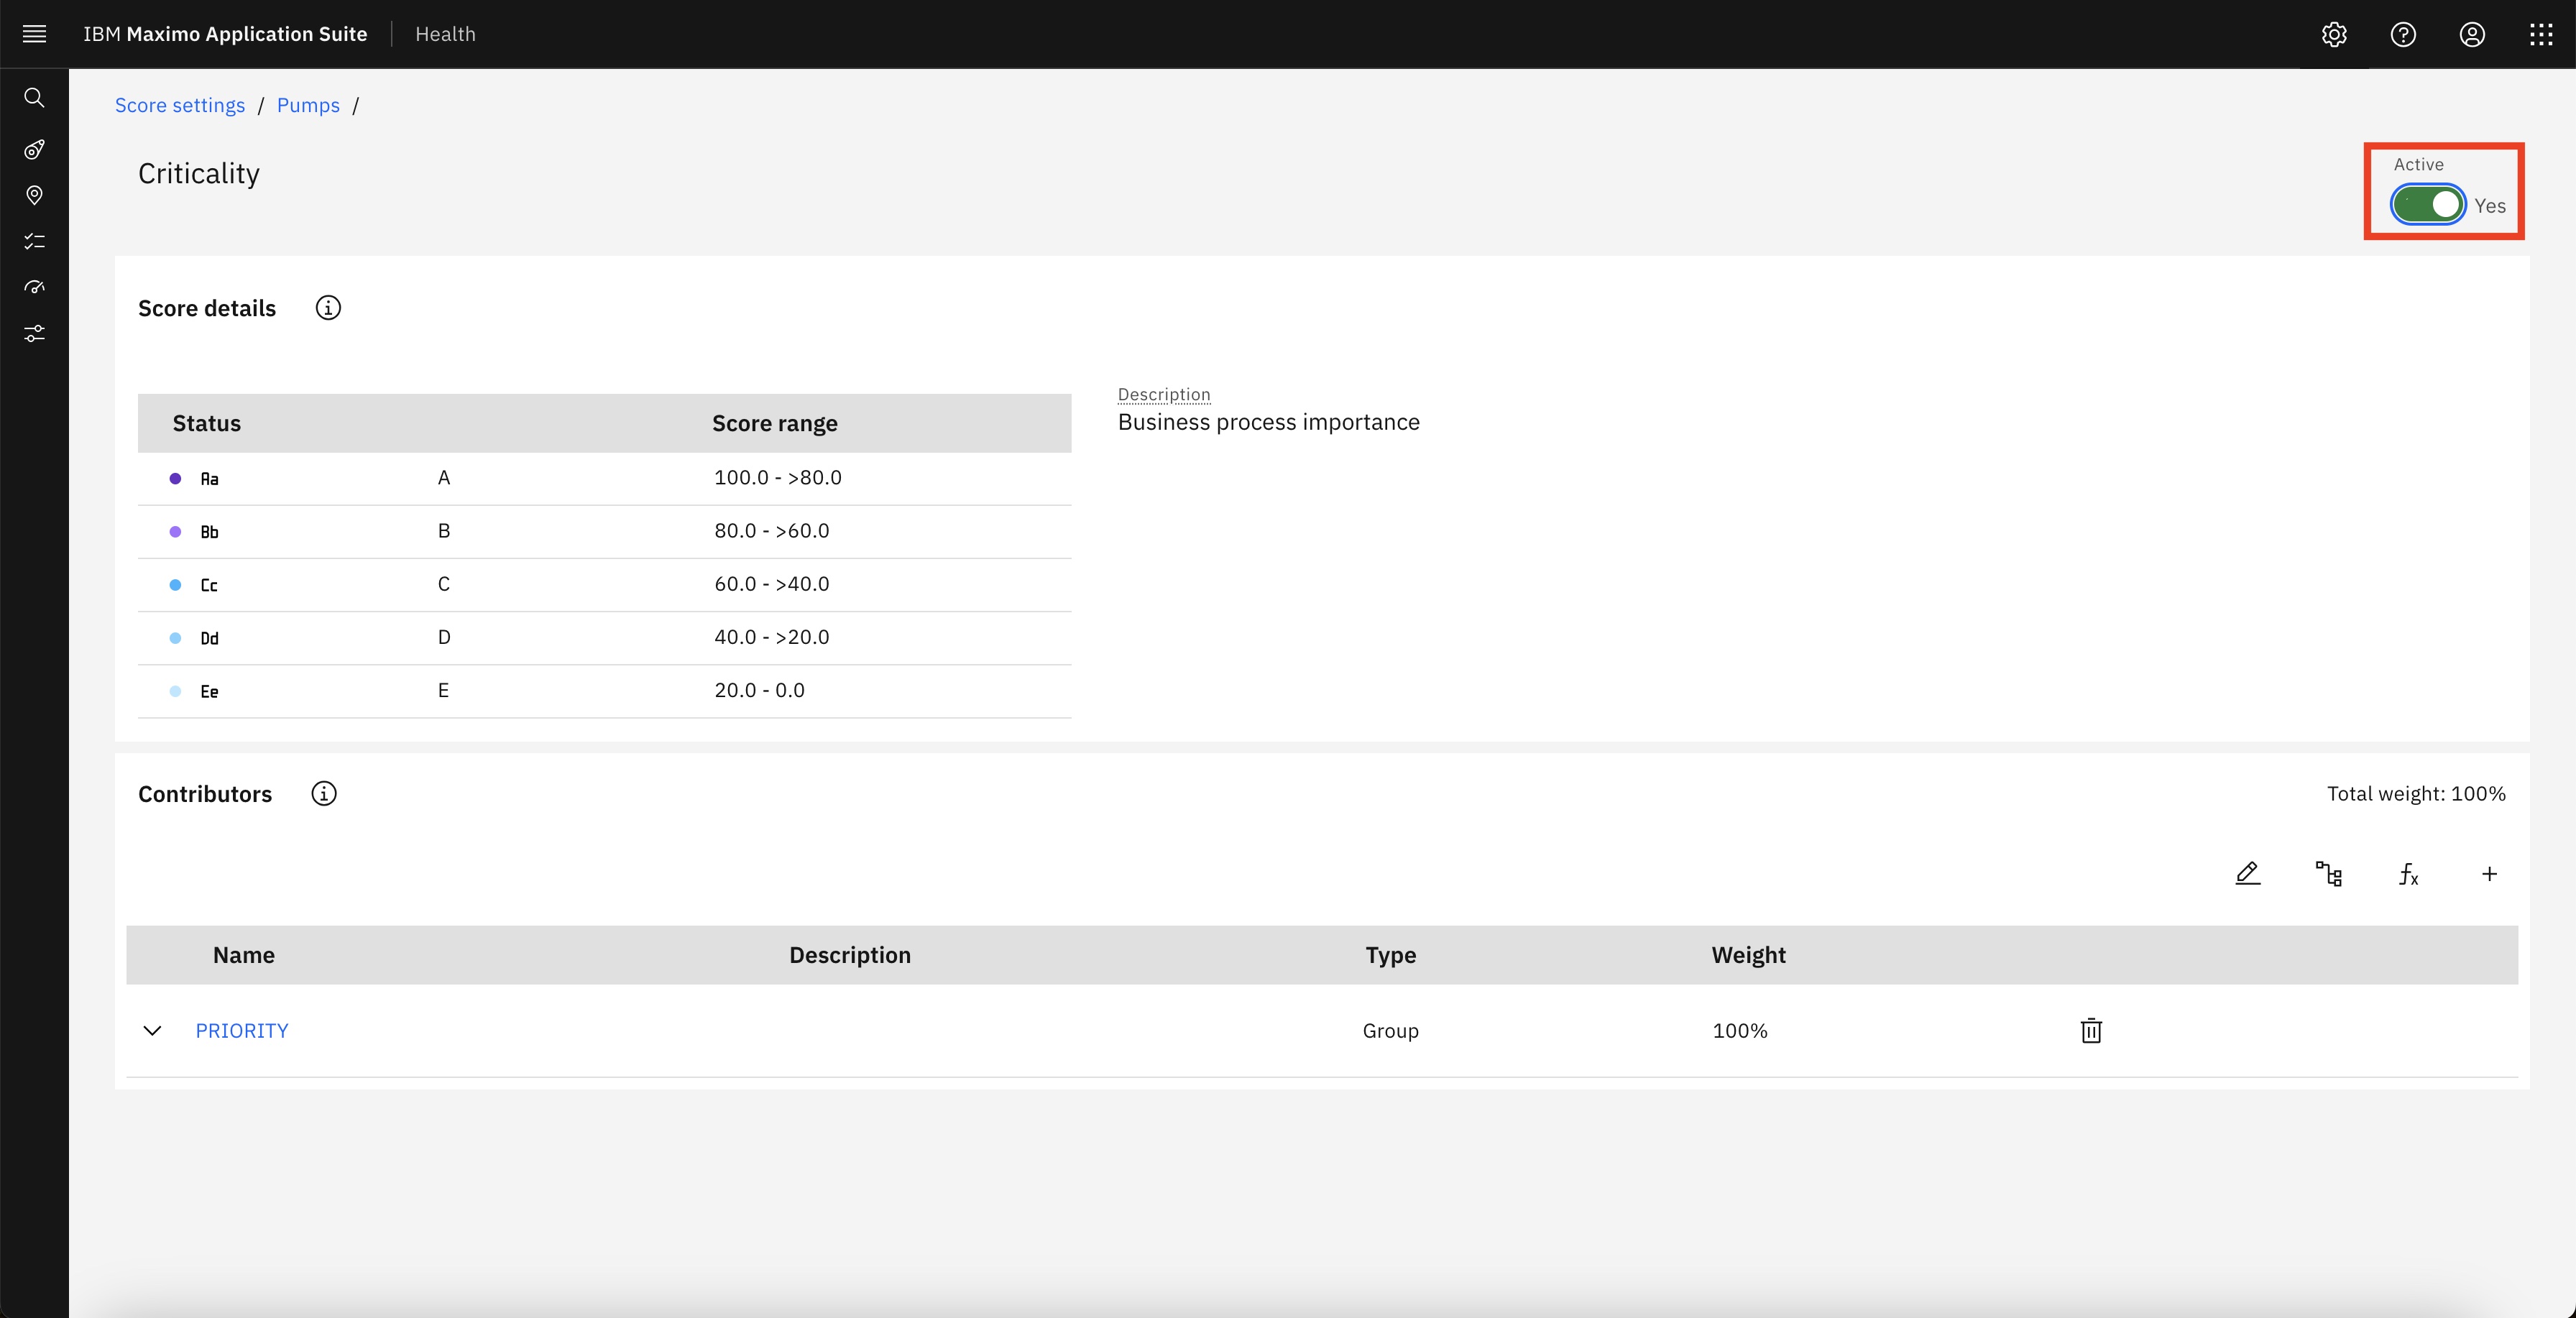 IBM Maximo Application Suite Health
Score settings / Pumps /
Criticality
Active
Yes
Score details
Status Score range
Aa A 100.0 - >80.0
Bb B 80.0 - >60.0
Cc C 60.0 - >40.0
Dd D 40.0 - >20.0
Ee E 20.0 - 0.0
Description
Business process importance
Contributors
Total weight: 100%
fx
Name Description Type Weight
PRIORITY Group 100%